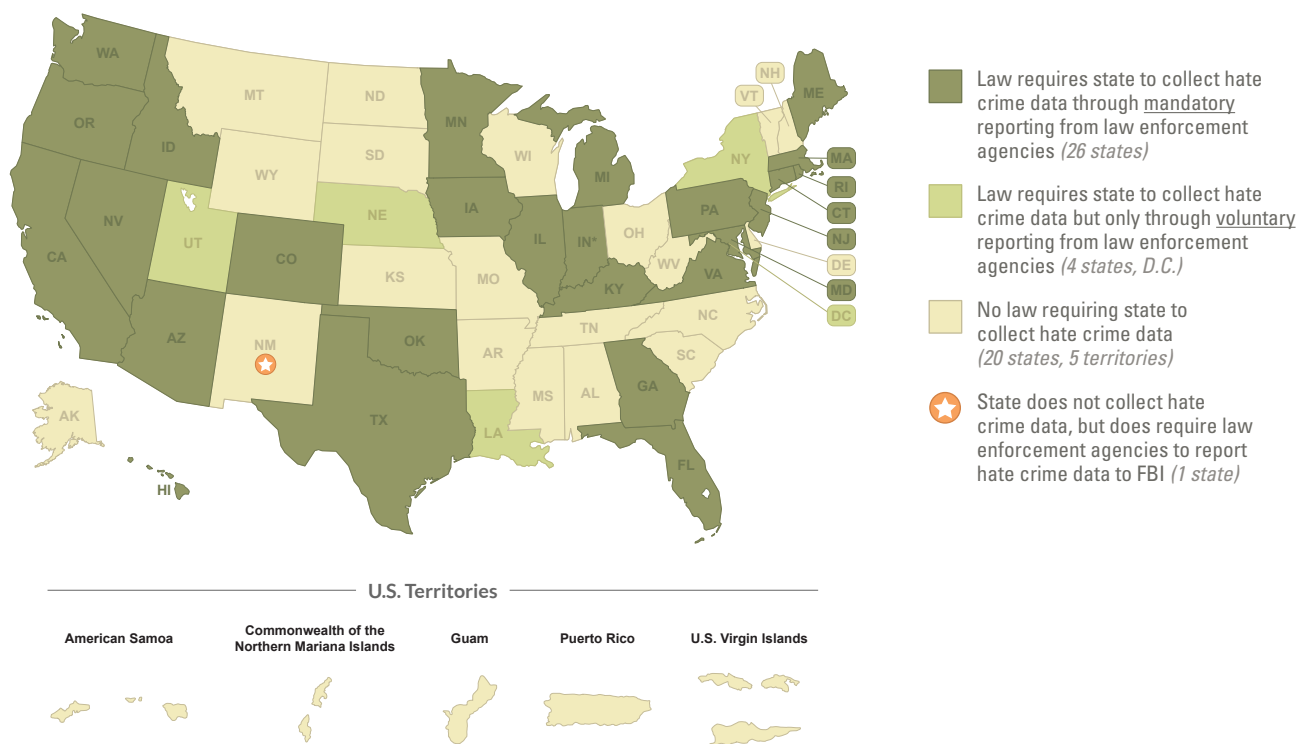 WA
MT
ND
MN
OR
ID
SD
WY
WI
MI
NH
VT
ME
NY
MA
RI
CT
NJ
DE
MD
DC
NV
UT
NE
IA
PA
CA
CO
KS
MO
IL
IN*
OH
WV
VA
KY
AZ
NM
OK
AR
TN
NC
SC
MS
AL
GA
TX
LA
FL
AK
HI
Law requires state to collect hate
crime data through mandatory
reporting from law enforcement
agencies (26 states)
Law requires state to collect hate
crime data but only through voluntary
reporting from law enforcement
agencies (4 states, D.C.)
No law requiring state to
collect hate crime data
(20 states, 5 territories)
State does not collect hate
crime data, but does require law
enforcement agencies to report
hate crime data to FBI (1 state)
U.S. Territories
American Samoa
Commonwealth of the
Northern Mariana Islands
Guam
Puerto Rico
U.S. Virgin Islands